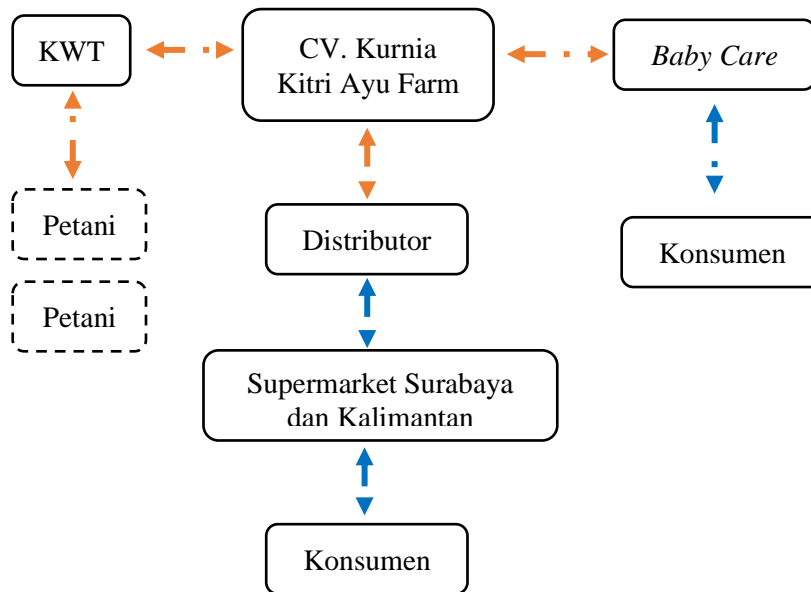 KWT
CV. Kurnia
Kitri Ayu Farm
Baby Care
Petani
Distributor
Konsumen
Petani
Supermarket Surabaya
dan Kalimantan
Konsumen